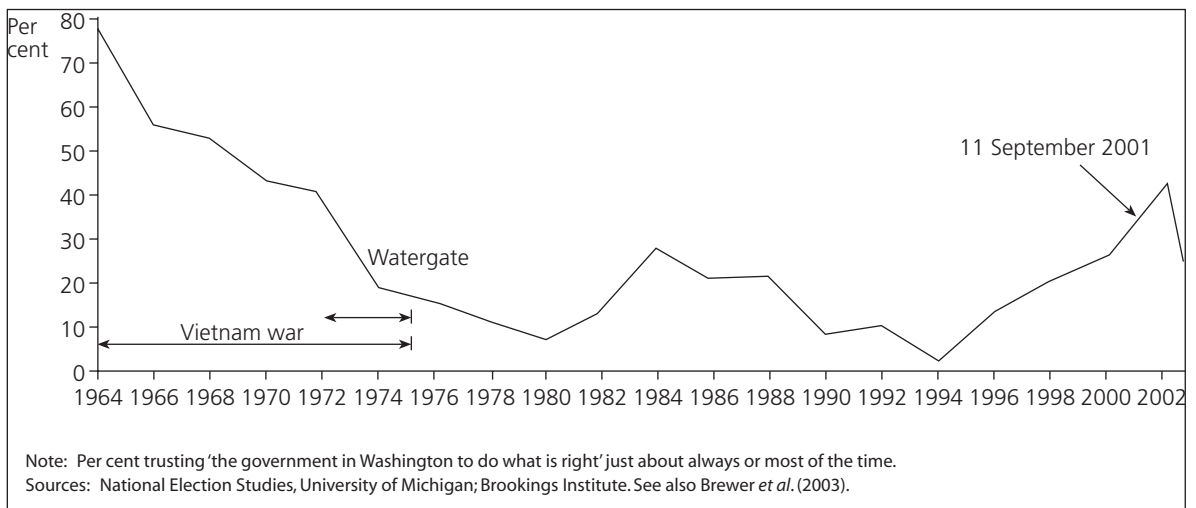 Per
cent
80
70
60
50
40
30
20
10
0
11 September 2001
Watergate
Vietnam war
1964 1966 1968 1970 1972 1974 1976 1978 1980 1982 1984 1986 1988 1990 1992 1994 1996 1998 2000 2002
Note: Per cent trusting ‘the government in Washington to do what is right’ just about always or most of the time.
Sources: National Election Studies, University of Michigan; Brookings Institute. See also Brewer et al. (2003).